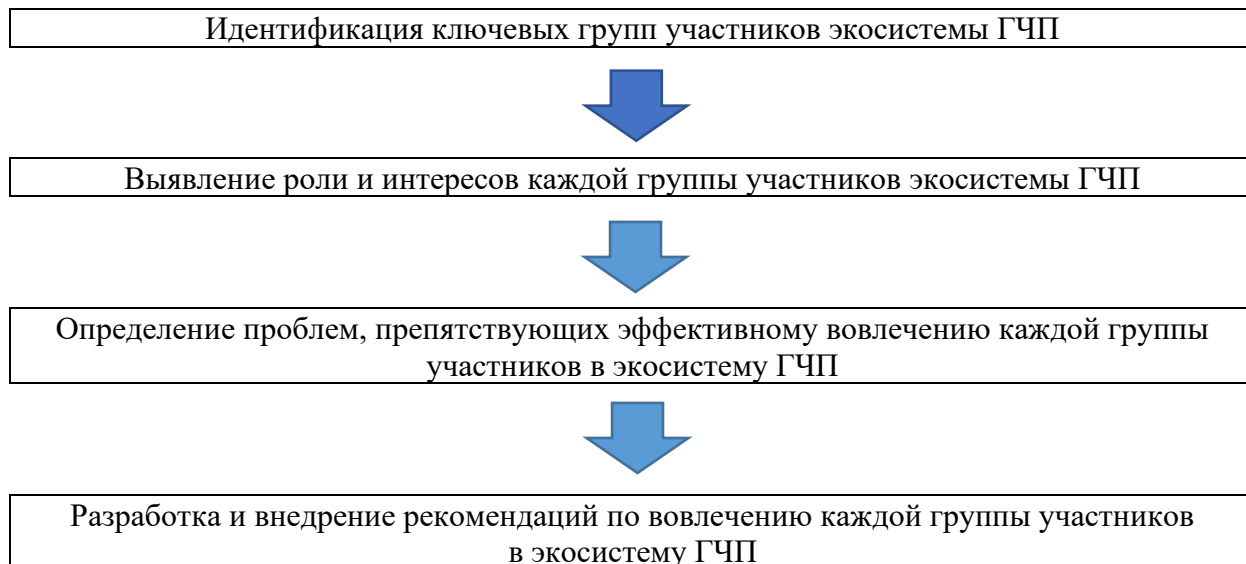 Идентификация ключевых групп участников экосистемы ГЧП
Выявление роли и интересов каждой группы участников экосистемы ГЧП
Определение проблем, препятствующих эффективному вовлечению каждой группы
участников в экосистему ГЧП
Разработка и внедрение рекомендаций по вовлечению каждой группы участников
в экосистему ГЧП